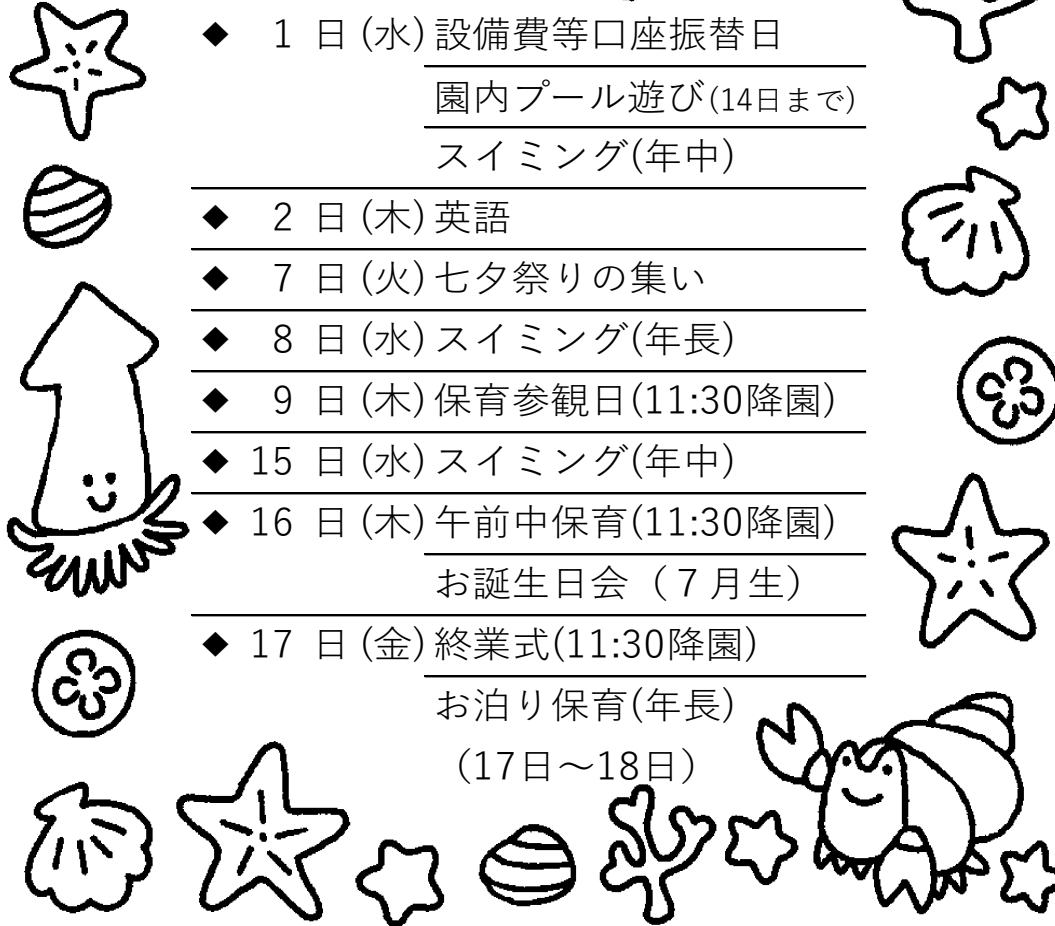 ◆ 1 日 (水) 設備費等口座振替日
園内プール遊び(14日まで)
スイミング(年中)
◆ 2 日 (木) 英語
◆ 7 日 (火) 七夕祭りの集い
◆ 8 日 (水) スイミング(年長)
◆ 9 日 (木) 保育参観日(11:30降園)
◆ 15 日 (水) スイミング(年中)
◆ 16 日 (木) 午前中保育(11:30降園)
お誕生日会（７月生）
◆ 17 日 (金) 終業式(11:30降園)
お泊り保育(年長)
（17日～18日）